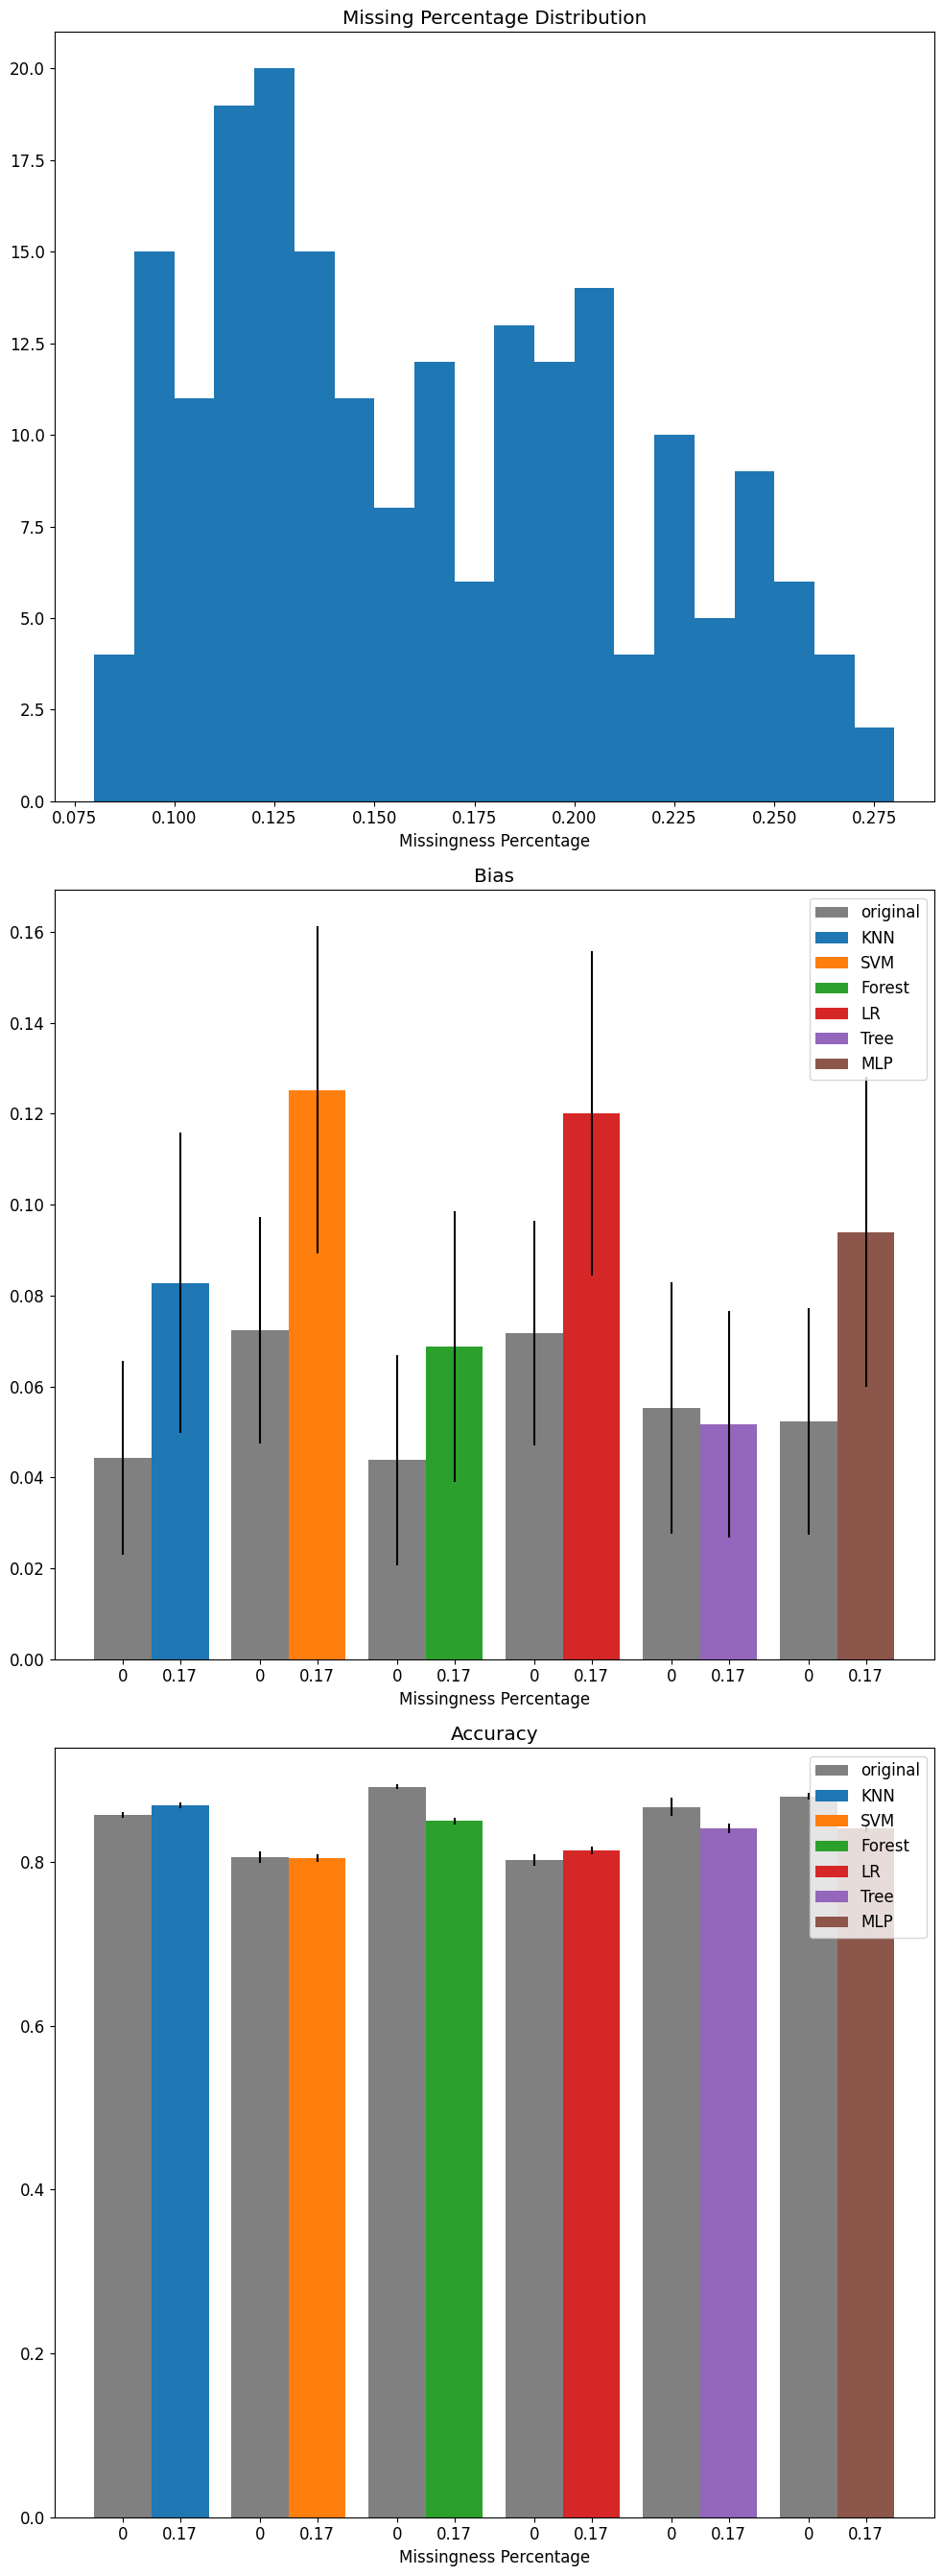 Missing Percentage Distribution
20.0
17.5
15.0
12.5
10.0
7.5
5.0
2.5
0.0
0.075 0.100 0.125 0.150 0.175 0.200 0.225 0.250 0.275
Missingness Percentage
Bias
original
KNN
SVM
Forest
LR
Tree
MLP
0.16
0.14
0.12
0.10
0.08
0.06
0.04
0.02
0.00
0 0.17 0 0.17 0 0.17 0 0.17 0 0.17 0 0.17
Missingness Percentage
Accuracy
original
KNN
SVM
Forest
LR
Tree
MLP
0.8
0.6
0.4
0.2
0.0
0 0.17 0 0.17 0 0.17 0 0.17 0 0.17 0 0.17
Missingness Percentage